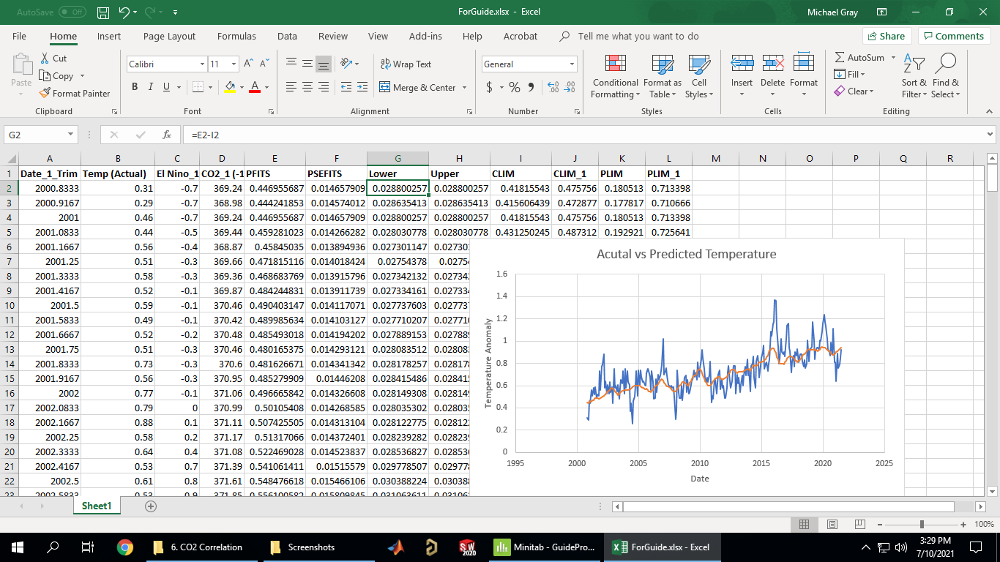 AutoSave Off ForGuide.xlsx - Excel Michael Gray
File Home Insert Page Layout Formulas Data Review View Add-ins Help Acrobat Tell me what you want to do Share Comments
Paste Cut Copy Format Painter Clipboard
Calibri 11 A A B I U A Font
ab Wrap Text Merge & Center Alignment
General $ % Number
Conditional Formatting Format as Table Cell Styles Styles
Insert Delete Format Cells
AutoSum Fill Clear Sort & Filter Find & Select Editing
G2 fx =E2-I2
A B C D E F G H I J K L M N O P Q R
1 Date_1_Trim Temp (Actual) El Nino_1 CO2_1 (-1 PFITS PSEFITS Lower Upper CLIM CLIM_1 PLIM PLIM_1
2 2000.8333 0.31 -0.7 369.24 0.446955687 0.014657909 0.028800257 0.028800257 0.41815543 0.475756 0.180513 0.713398
3 2000.9167 0.29 -0.7 368.98 0.444241853 0.014574012 0.028635413 0.028635413 0.415606439 0.472877 0.177817 0.710666
4 2001 0.46 -0.7 369.24 0.446955687 0.014657909 0.028800257 0.028800257 0.41815543 0.475756 0.180513 0.713398
5 2001.0833 0.44 -0.5 369.44 0.459281023 0.014266282 0.028030778 0.028030778 0.431250245 0.487312 0.192921 0.725641
6 2001.1667 0.56 -0.4 368.87 0.45845035 0.013894936 0.027301147 0.02730
7 2001.25 0.51 -0.3 369.66 0.471815116 0.014018424 0.02754378 0.0275
8 2001.3333 0.58 -0.3 369.36 0.468683769 0.013915796 0.027342132 0.02734
9 2001.4167 0.52 -0.1 369.87 0.484244831 0.013911739 0.027334161 0.02733
10 2001.5 0.59 -0.1 370.46 0.490403147 0.014117071 0.027737603 0.02773
11 2001.5833 0.49 -0.1 370.42 0.489985634 0.014103127 0.027710207 0.02771
12 2001.6667 0.52 -0.2 370.48 0.485493018 0.014194202 0.027889153 0.02788
13 2001.75 0.51 -0.3 370.46 0.480165375 0.014293121 0.028083512 0.02808
14 2001.8333 0.73 -0.3 370.6 0.481626671 0.014341342 0.028178257 0.028178
15 2001.9167 0.56 -0.3 370.95 0.485279909 0.01446208 0.028415486 0.02841
16 2002 0.77 -0.1 371.06 0.496665842 0.014326608 0.028149308 0.02814
17 2002.0833 0.79 0 370.99 0.50105408 0.014268585 0.028035302 0.02803
18 2002.1667 0.88 0.1 371.11 0.507425505 0.014313104 0.028122775 0.02812
19 2002.25 0.58 0.2 371.17 0.51317066 0.014372401 0.028239282 0.02823
20 2002.3333 0.64 0.4 371.08 0.522469028 0.014523837 0.028536827 0.02853
21 2002.4167 0.53 0.7 371.39 0.541061411 0.01515579 0.029778507 0.02977
22 2002.5 0.61 0.8 371.61 0.548476618 0.015466106 0.030388224 0.03038
23 2002.5833 0.53 0.9 371.85 0.556100582 0.015809845 0.031063611 0.03106
Acutal vs Predicted Temperature
Temperature Anomaly
1.6
1.4
1.2
1
0.8
0.6
0.4
0.2
0
1995 2000 2005 2010 2015 2020 2025
Date
Sheet1
100%
6. CO2 Correlation Screenshots SW 2020 Minitab - GuidePro... ForGuide.xlsx - Excel 3:29 PM
7/10/2021